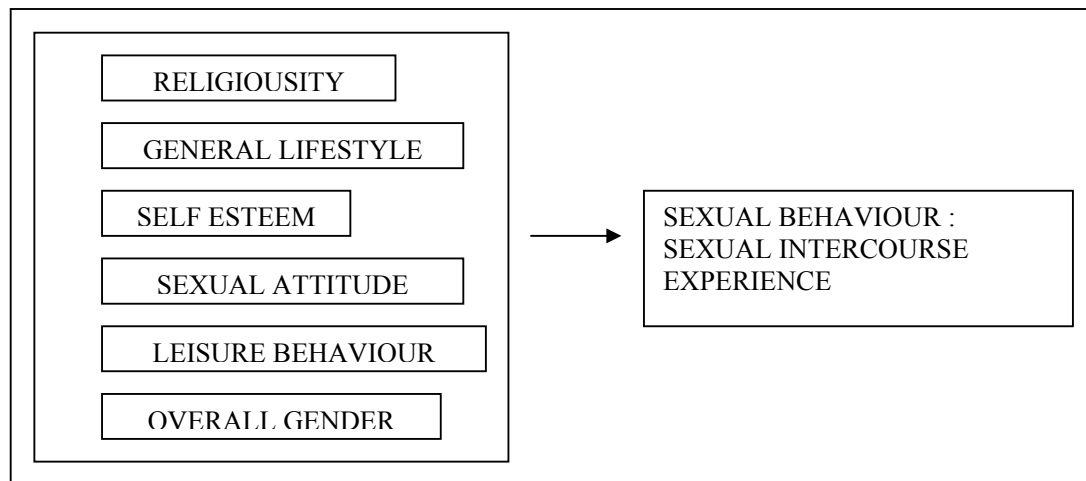 RELIGIOUSITY
GENERAL LIFESTYLE
SELF ESTEEM
SEXUAL ATTITUDE
LEISURE BEHAVIOUR
OVERALL GENDER
SEXUAL BEHAVIOUR :
SEXUAL INTERCOURSE
EXPERIENCE